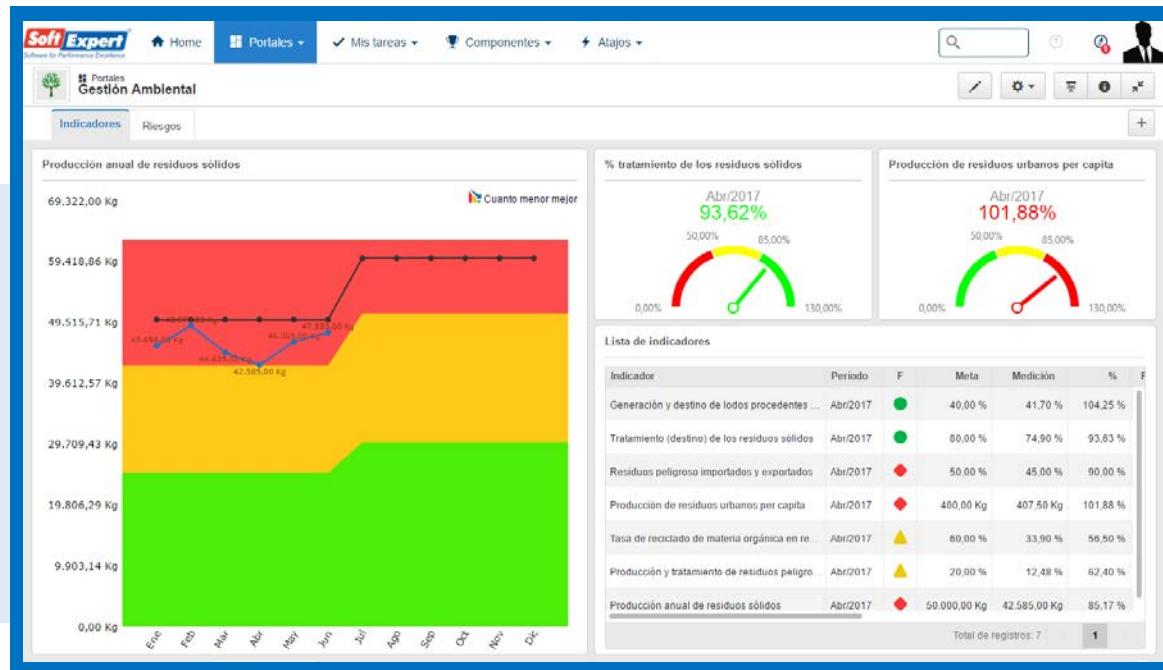 SoftExpert
Software for Performance Excellence
Home
Portales
Mis tareas
Componentes
Atajos
Portales
Gestión Ambiental
Indicadores
Riesgos
Producción anual de residuos sólidos
Cuanto menor mejor
69.322,00 Kg
59.418,86 Kg
49.515,71 Kg
39.612,57 Kg
29.709,43 Kg
19.806,29 Kg
9.903,14 Kg
0,00 Kg
47.885,00 Kg
42.585,00 Kg
Ene
Feb
Mar
Abr
May
Jun
Jul
Ago
Sep
Oct
Nov
Dic
% tratamiento de los residuos sólidos
Abr/2017
93,62%
50,00%
85,00%
0,00%
130,00%
Producción de residuos urbanos per capita
Abr/2017
101,88%
50,00%
85,00%
0,00%
130,00%
Lista de indicadores
Indicador Periodo F Meta Medición %
Generación y destino de lodos procedentes ... Abr/2017 40,00 % 41,70 % 104,25 %
Tratamiento (destino) de los residuos sólidos Abr/2017 80,00 % 74,90 % 93,63 %
Residuos peligroso importados y exportados Abr/2017 50,00 % 45,00 % 90,00 %
Producción de residuos urbanos per capita Abr/2017 400,00 Kg 407,50 Kg 101,88 %
Tasa de reciclado de materia orgánica en re... Abr/2017 60,00 % 33,90 % 56,50 %
Producción y tratamiento de residuos peligro... Abr/2017 20,00 % 12,48 % 62,40 %
Producción anual de residuos sólidos Abr/2017 50.000,00 Kg 42.585,00 Kg 85,17 %
Total de registros: 7
1